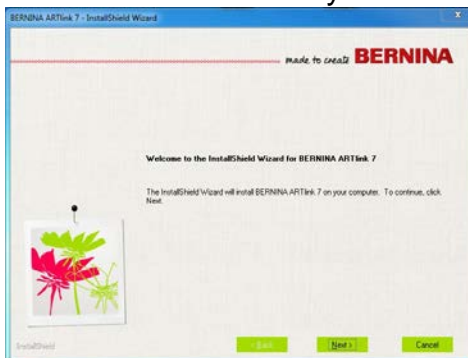 BERNINA ARTlink 7 - InstallShield Wizard
made to create BERNINA
Welcome to the InstallShield Wizard for BERNINA ARTlink 7
The InstallShield Wizard will install BERNINA ARTlink 7 on your computer. To continue, click
Next.
InstallShield
< Back Next > Cancel